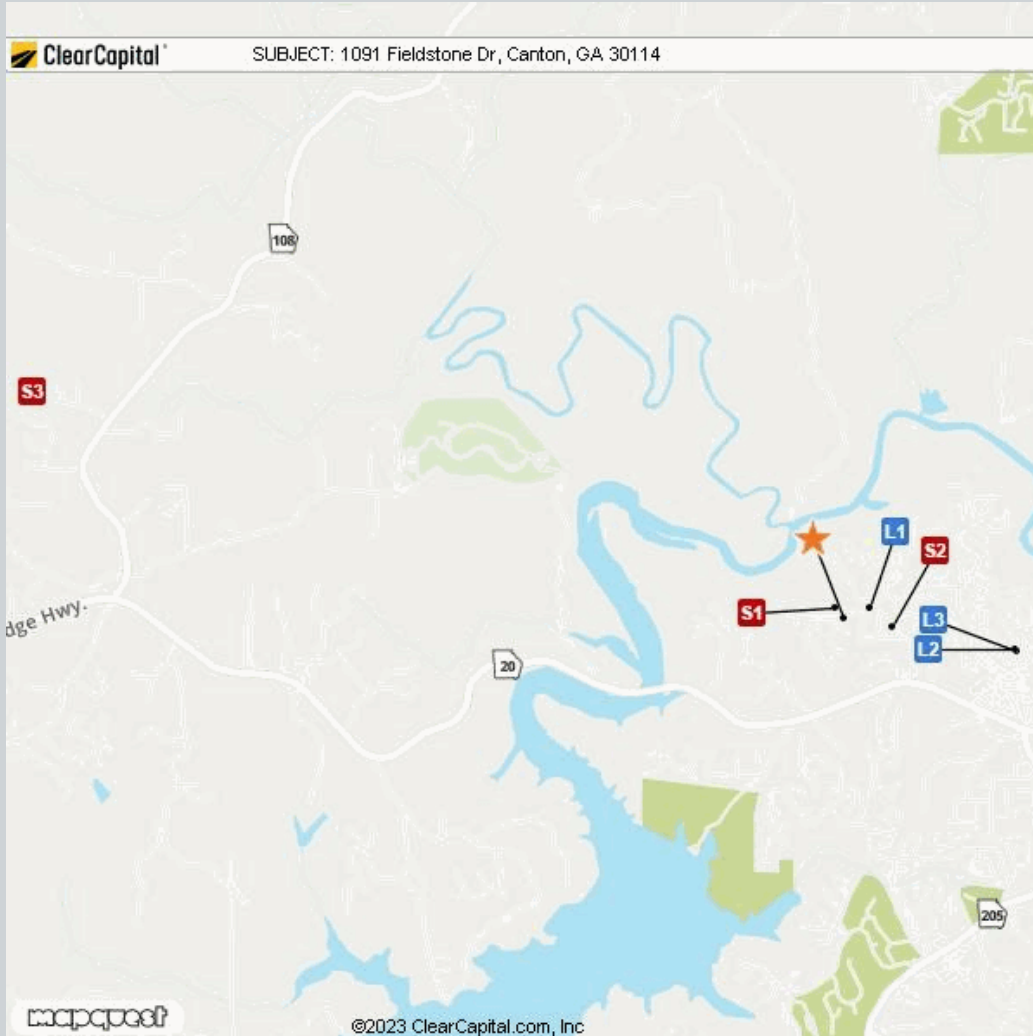 ClearCapital
SUBJECT: 1091 Fieldstone Dr, Canton, GA 30114
108
S3
L1
S2
S1
L3
L2
dge Hwy.
20
205
mapquest
©2023 ClearCapital.com, Inc